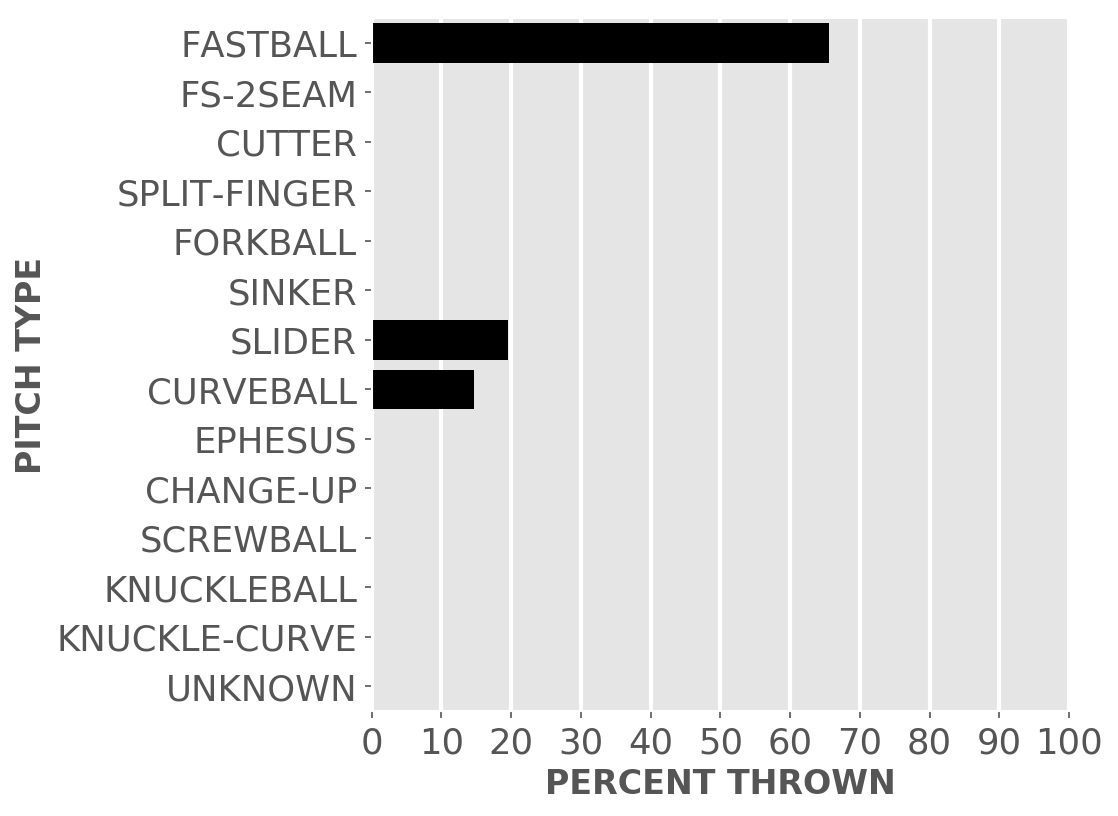 FASTBALL
FS-2SEAM
CUTTER
SPLIT-FINGER
FORKBALL
SINKER
SLIDER
CURVEBALL
EPHESUS
CHANGE-UP
SCREWBALL
KNUCKLEBALL
KNUCKLE-CURVE
UNKNOWN
PITCH TYPE
0 10 20 30 40 50 60 70 80 90 100
PERCENT THROWN